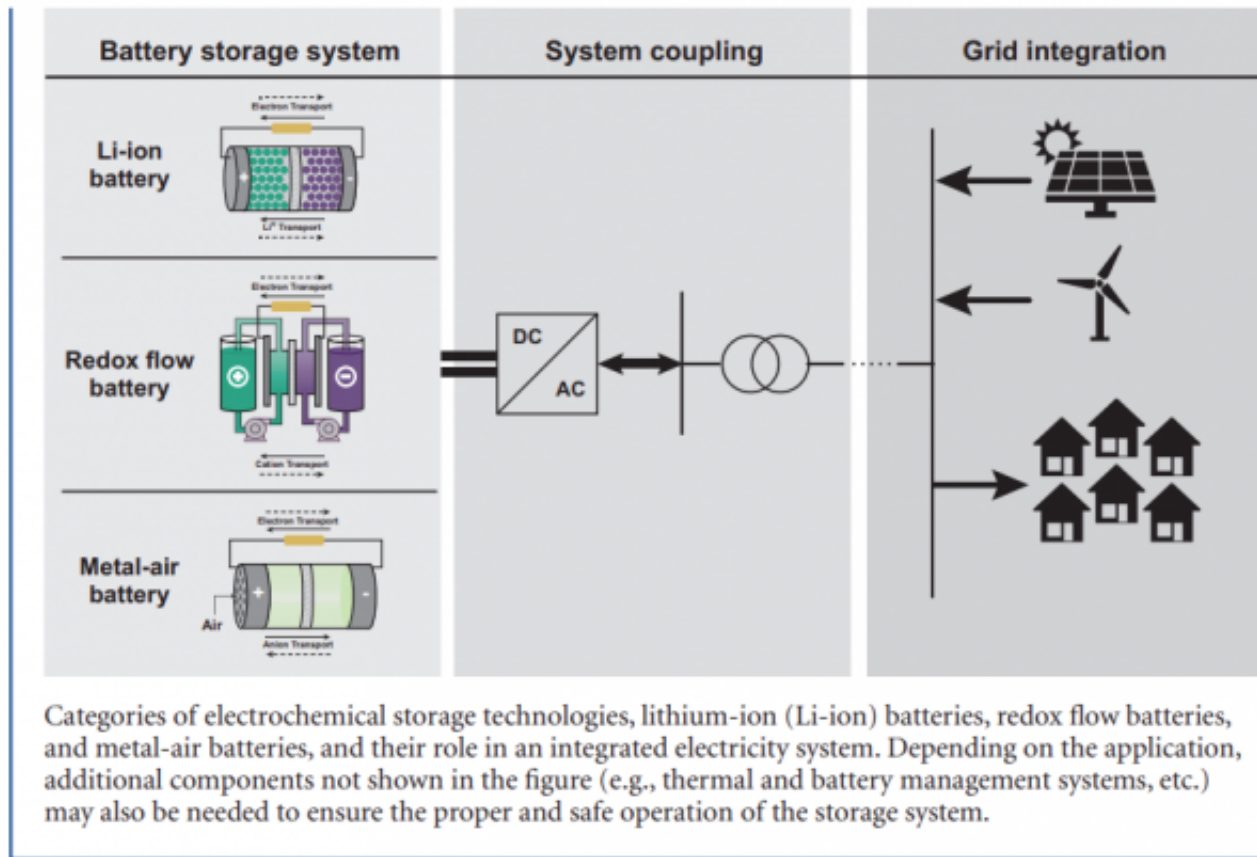 Battery storage system
System coupling
Grid integration
Li-ion
battery
Electron Transport
+
-
Li+ Transport
Redox flow
battery
Electron Transport
+
−
Cation Transport
DC
AC
Metal-air
battery
Electron Transport
+
-
Air
Anion Transport
Categories of electrochemical storage technologies, lithium-ion (Li-ion) batteries, redox flow batteries,
and metal-air batteries, and their role in an integrated electricity system. Depending on the application,
additional components not shown in the figure (e.g., thermal and battery management systems, etc.)
may also be needed to ensure the proper and safe operation of the storage system.